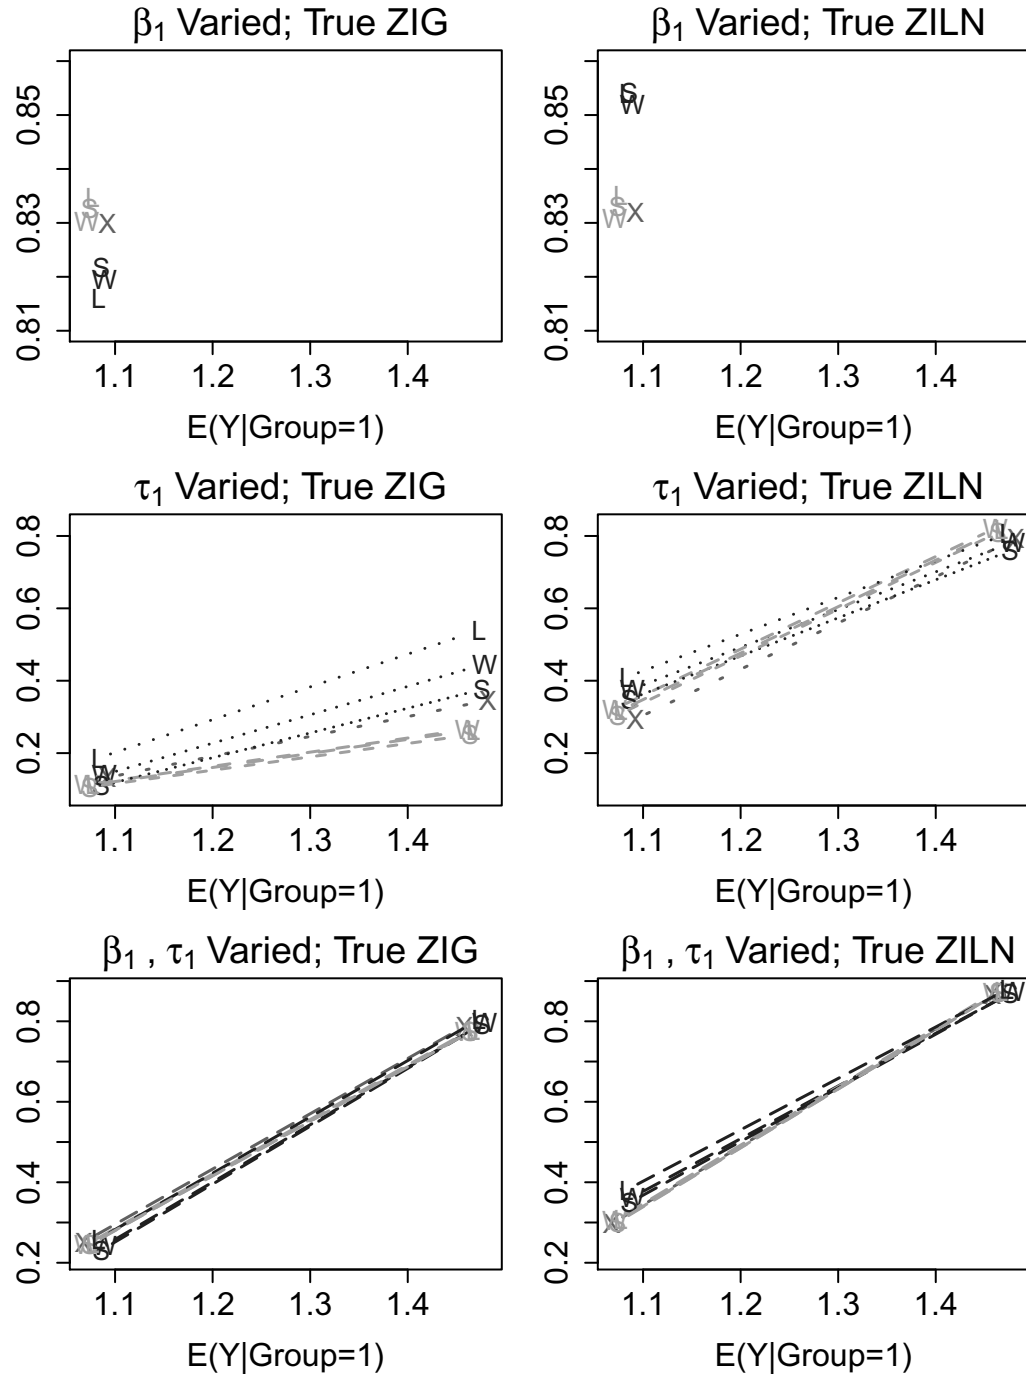 β1 Varied; True ZIG
0.81 0.83 0.85
L
S
W X
S
W
L
1.1 1.2 1.3 1.4
E(Y|Group=1)
β1 Varied; True ZILN
0.81 0.83 0.85
L S
W
L
S
W X
1.1 1.2 1.3 1.4
E(Y|Group=1)
τ1 Varied; True ZIG
0.2 0.4 0.6 0.8
L
W X
W L S S
L
W
S
X
W L S
1.1 1.2 1.3 1.4
E(Y|Group=1)
τ1 Varied; True ZILN
0.2 0.4 0.6 0.8
L
W
S
W L S X
W L S L X
W
S
1.1 1.2 1.3 1.4
E(Y|Group=1)
β1 , τ1 Varied; True ZIG
0.2 0.4 0.6 0.8
X W L S L W
S
X W L S L W
S
1.1 1.2 1.3 1.4
E(Y|Group=1)
β1 , τ1 Varied; True ZILN
0.2 0.4 0.6 0.8
L
W
S
X W L S
X W L S L W
S
1.1 1.2 1.3 1.4
E(Y|Group=1)